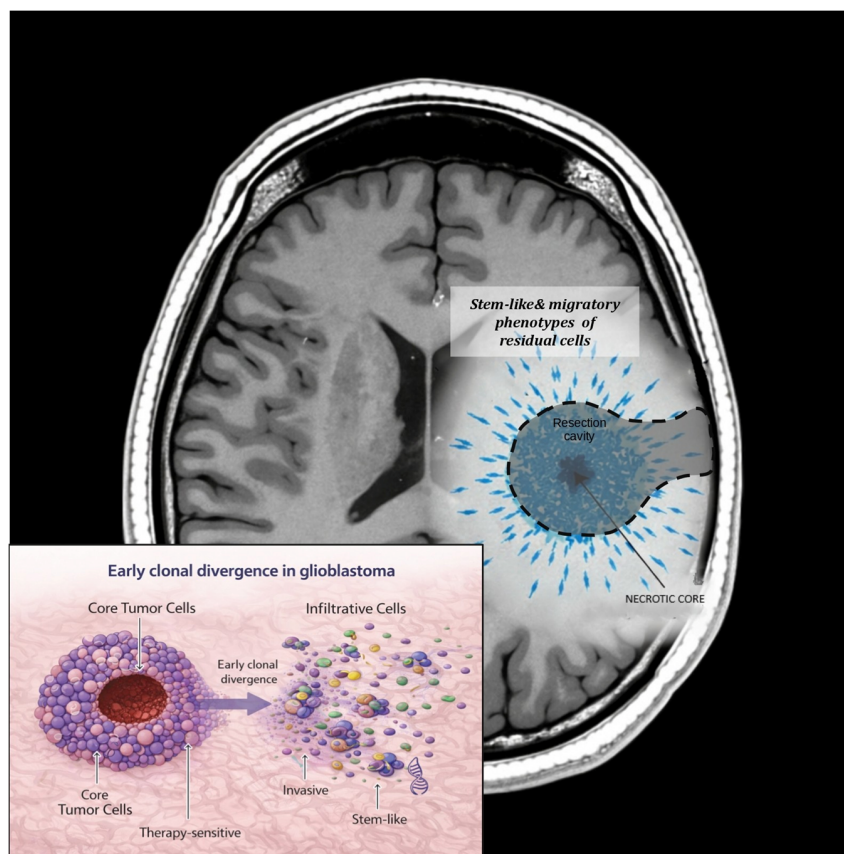 Stem-like& migratory
phenotypes of
residual cells
Resection
cavity
NECROTIC CORE
Early clonal divergence in glioblastoma
Core Tumor Cells
Infiltrative Cells
Early clonal
divergence
Core
Tumor Cells
Therapy-sensitive
Invasive
Stem-like